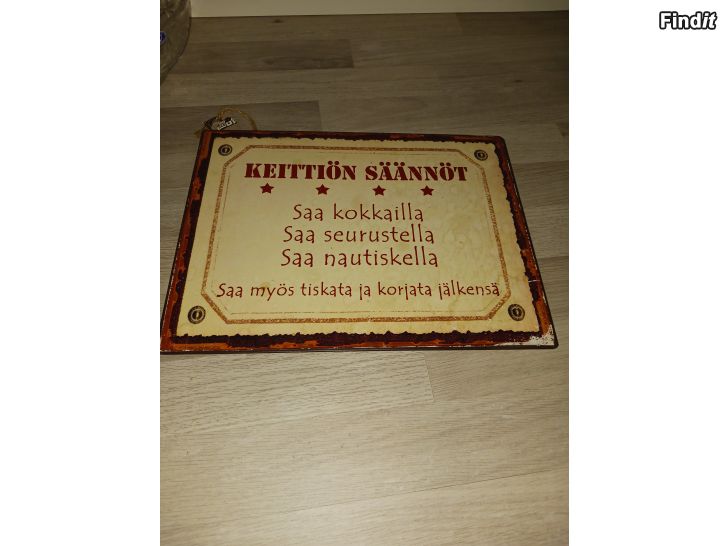 Findit
KEITTIÖN SÄÄNNÖT
Saa kokkailla
Saa seurustella
Saa nautiskella
Saa myös tiskata ja korjata jälkensä